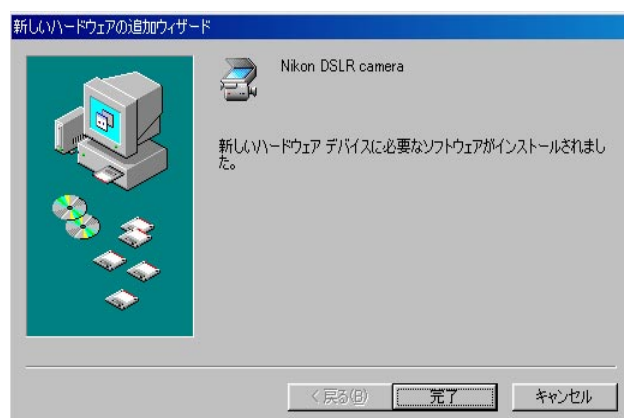 新しいハードウェアの追加ウィザード
Nikon DSLR camera
新しいハードウェア デバイスに必要なソフトウェアがインストールされまし
た。
< 戻る(B) 完了 キャンセル